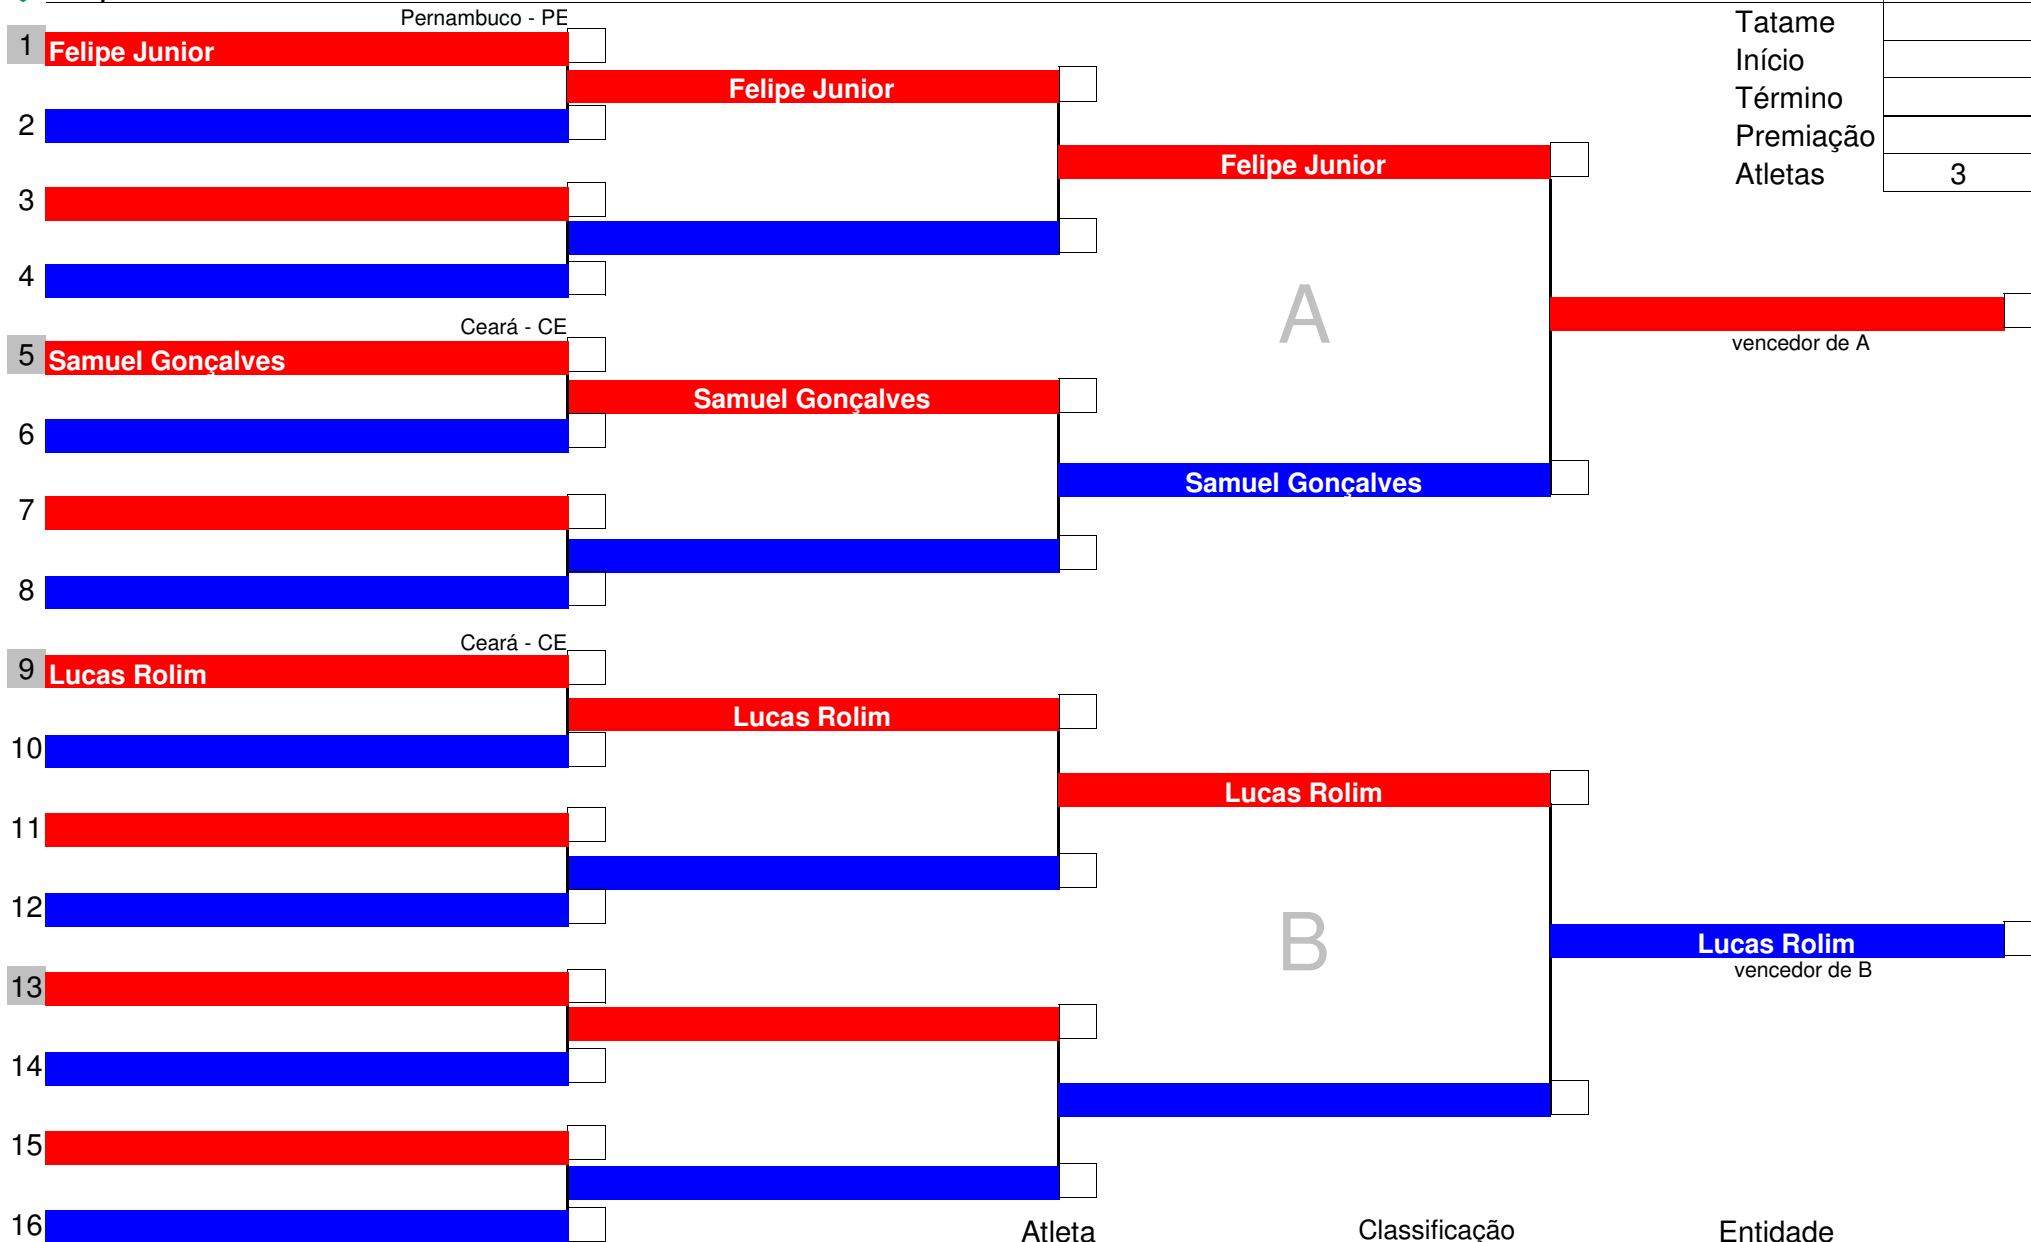 Pernambuco - PE
Tatame
1 Felipe Junior
Início
Felipe Junior
Término
2
Premiação
Felipe Junior
Atletas 3
3
4
A
Ceará - CE
vencedor de A
5 Samuel Gonçalves
Samuel Gonçalves
6
Samuel Gonçalves
7
8
Ceará - CE
9 Lucas Rolim
Lucas Rolim
10
Lucas Rolim
11
12
B
Lucas Rolim
vencedor de B
13
14
15
16
Atleta Classificação Entidade